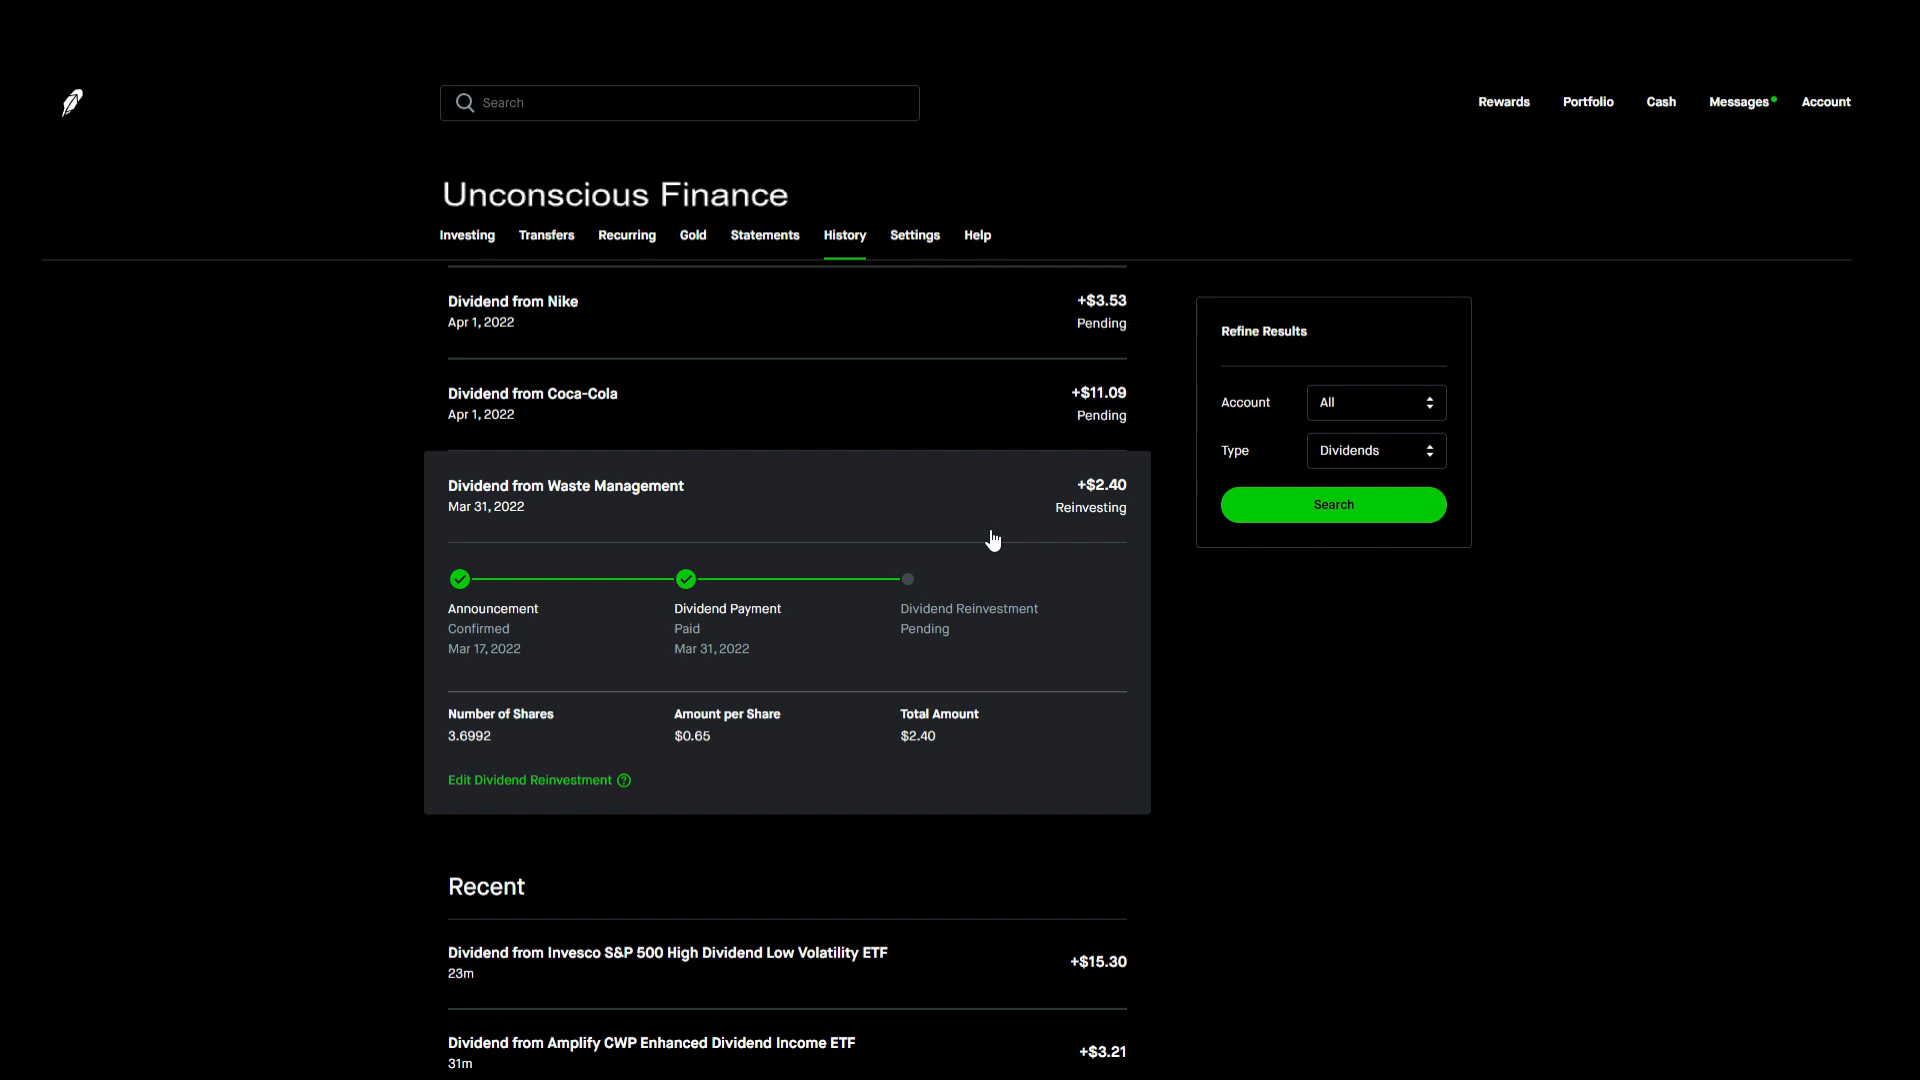 Search
Rewards Portfolio Cash Messages Account
Unconscious Finance
Investing Transfers Recurring Gold Statements History Settings Help
Dividend from Nike +$3.53
Apr 1, 2022 Pending
Dividend from Coca-Cola +$11.09
Apr 1, 2022 Pending
Dividend from Waste Management +$2.40
Mar 31, 2022 Reinvesting
Announcement Dividend Payment Dividend Reinvestment
Confirmed Paid Pending
Mar 17, 2022 Mar 31, 2022
Number of Shares Amount per Share Total Amount
3.6992 $0.65 $2.40
Edit Dividend Reinvestment ?
Recent
Dividend from Invesco S&P 500 High Dividend Low Volatility ETF +$15.30
23m
Dividend from Amplify CWP Enhanced Dividend Income ETF +$3.21
31m
Refine Results
Account All
Type Dividends
Search